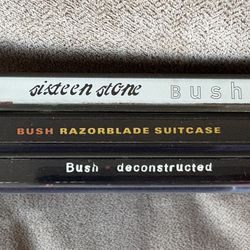 sixteen stone Bush
BUSH RAZORBLADE SUITCASE
Bush • deconstructed